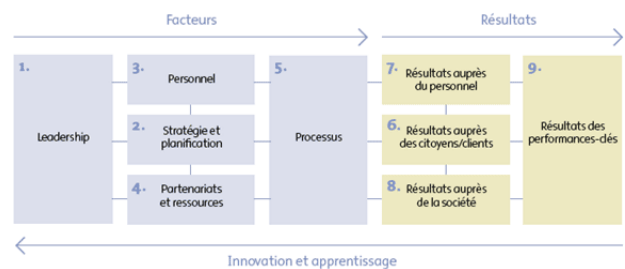 Facteurs
Résultats
1.
Leadership
3.
Personnel
2.
Stratégie et
planification
4.
Partenariats
et ressources
5.
Processus
7.
Résultats auprès
du personnel
6.
Résultats auprès
des citoyens/clients
8.
Résultats auprès
de la société
9.
Résultats des
performances-clés
Innovation et apprentissage